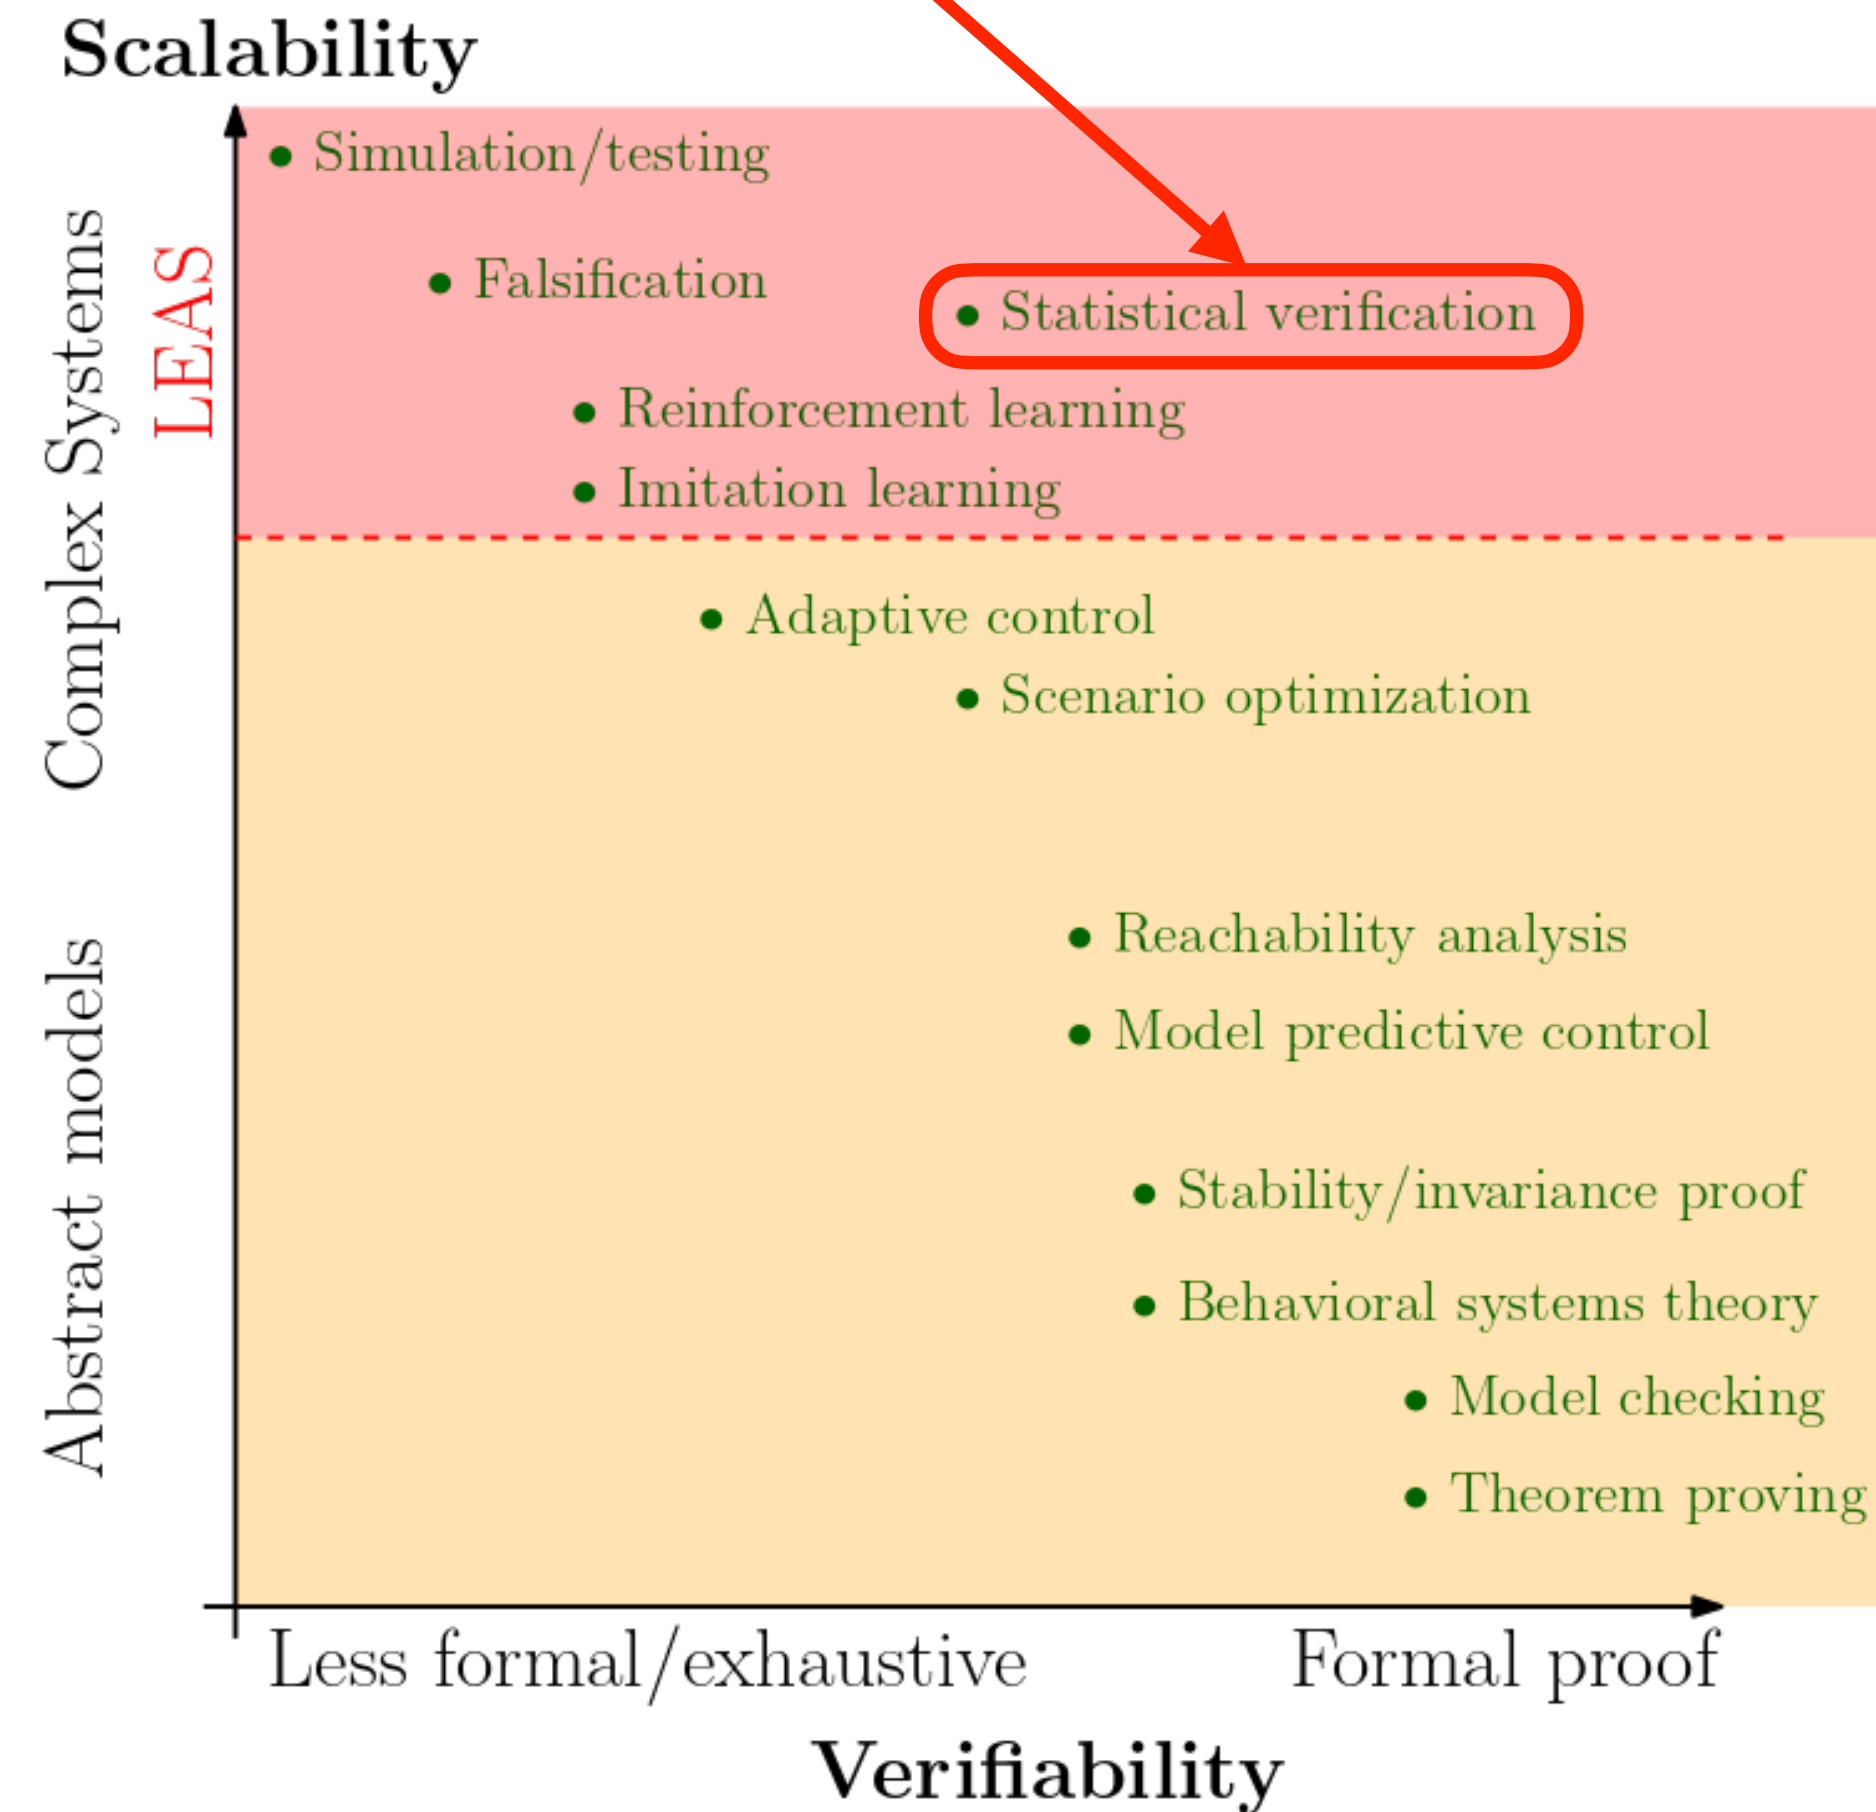 Scalability
Simulation/testing
Falsification
Statistical verification
Reinforcement learning
Imitation learning
LEAS
Complex Systems
Adaptive control
Scenario optimization
Reachability analysis
Model predictive control
Abstract models
Stability/invariance proof
Behavioral systems theory
Model checking
Theorem proving
Less formal/exhaustive
Formal proof
Verifiability